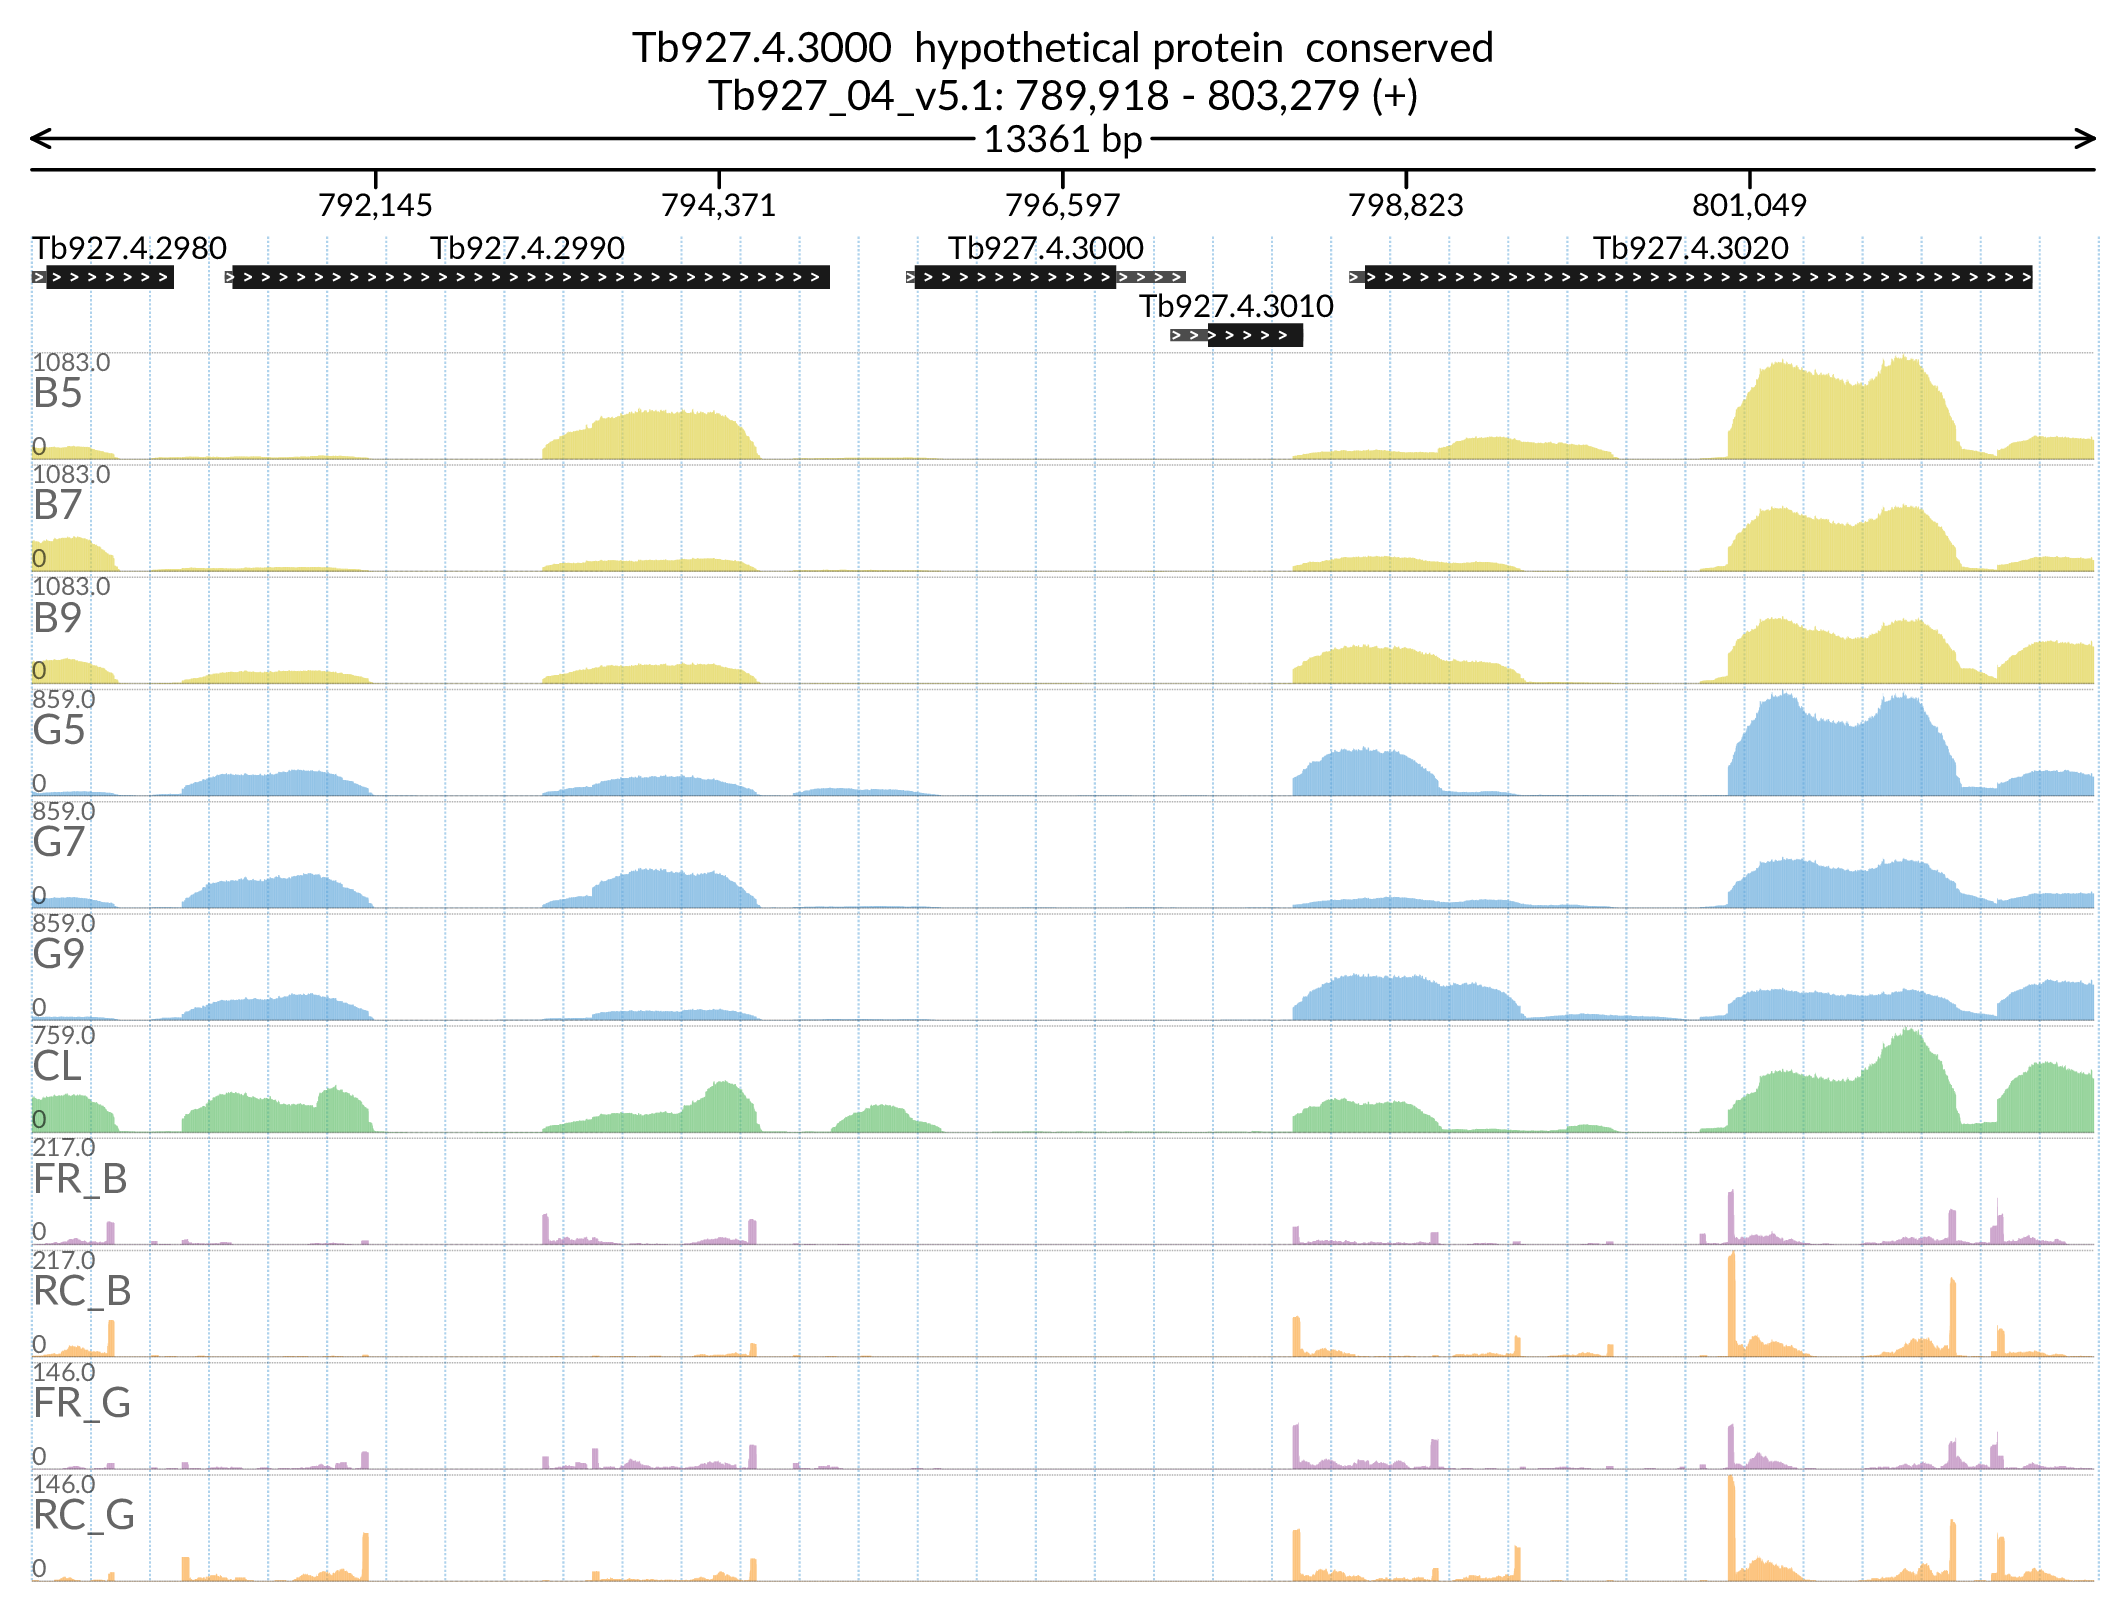 Tb927.4.3000  hypothetical protein  conserved
Tb927_04_v5.1: 789,918 - 803,279 (+)
13361 bp
792,145 794,371 796,597 798,823 801,049
Tb927.4.2980 Tb927.4.2990 Tb927.4.3000 Tb927.4.3020
Tb927.4.3010
1083.0
B5
0
1083.0
B7
0
1083.0
B9
0
859.0
G5
0
859.0
G7
0
859.0
G9
0
759.0
CL
0
217.0
FR_B
0
217.0
RC_B
0
146.0
FR_G
0
146.0
RC_G
0